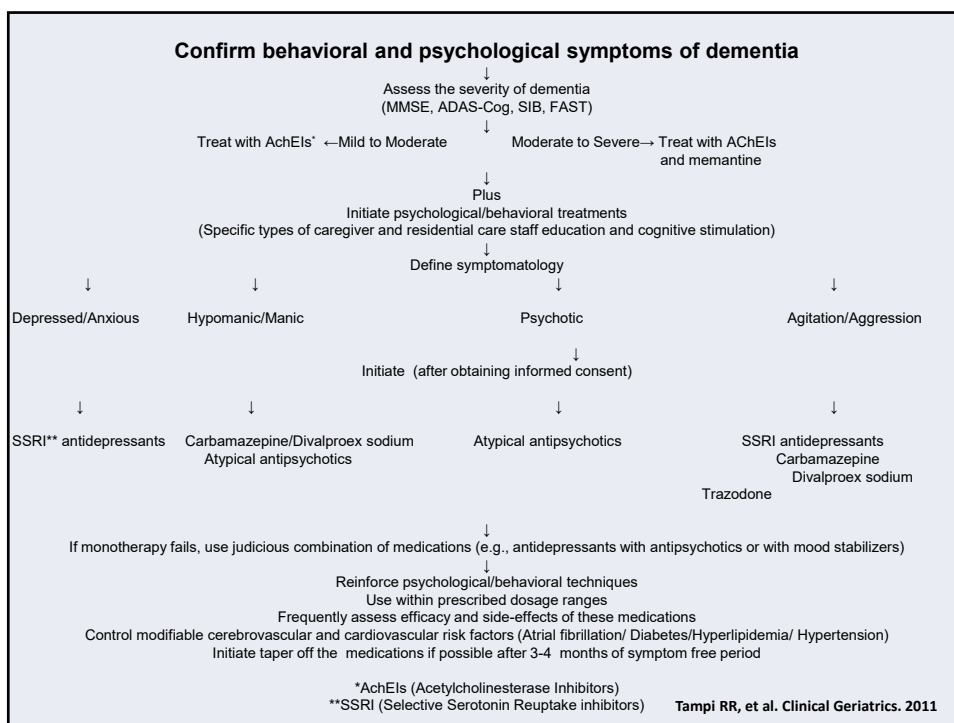 Confirm behavioral and psychological symptoms of dementia
↓
Assess the severity of dementia
(MMSE, ADAS-Cog, SIB, FAST)
↓
Treat with AchEIs* ←Mild to Moderate Moderate to Severe→ Treat with AChEIs
and memantine
↓
Plus
Initiate psychological/behavioral treatments
(Specific types of caregiver and residential care staff education and cognitive stimulation)
↓
Define symptomatology
↓ ↓ ↓ ↓
Depressed/Anxious Hypomanic/Manic Psychotic Agitation/Aggression
↓
Initiate (after obtaining informed consent)
↓ ↓ ↓ ↓
SSRI** antidepressants Carbamazepine/Divalproex sodium Atypical antipsychotics SSRI antidepressants
Atypical antipsychotics Carbamazepine
Divalproex sodium
Trazodone
↓
If monotherapy fails, use judicious combination of medications (e.g., antidepressants with antipsychotics or with mood stabilizers)
↓
Reinforce psychological/behavioral techniques
Use within prescribed dosage ranges
Frequently assess efficacy and side-effects of these medications
Control modifiable cerebrovascular and cardiovascular risk factors (Atrial fibrillation/ Diabetes/Hyperlipidemia/ Hypertension)
Initiate taper off the medications if possible after 3-4 months of symptom free period
*AchEIs (Acetylcholinesterase Inhibitors)
**SSRI (Selective Serotonin Reuptake inhibitors) Tampi RR, et al. Clinical Geriatrics. 2011